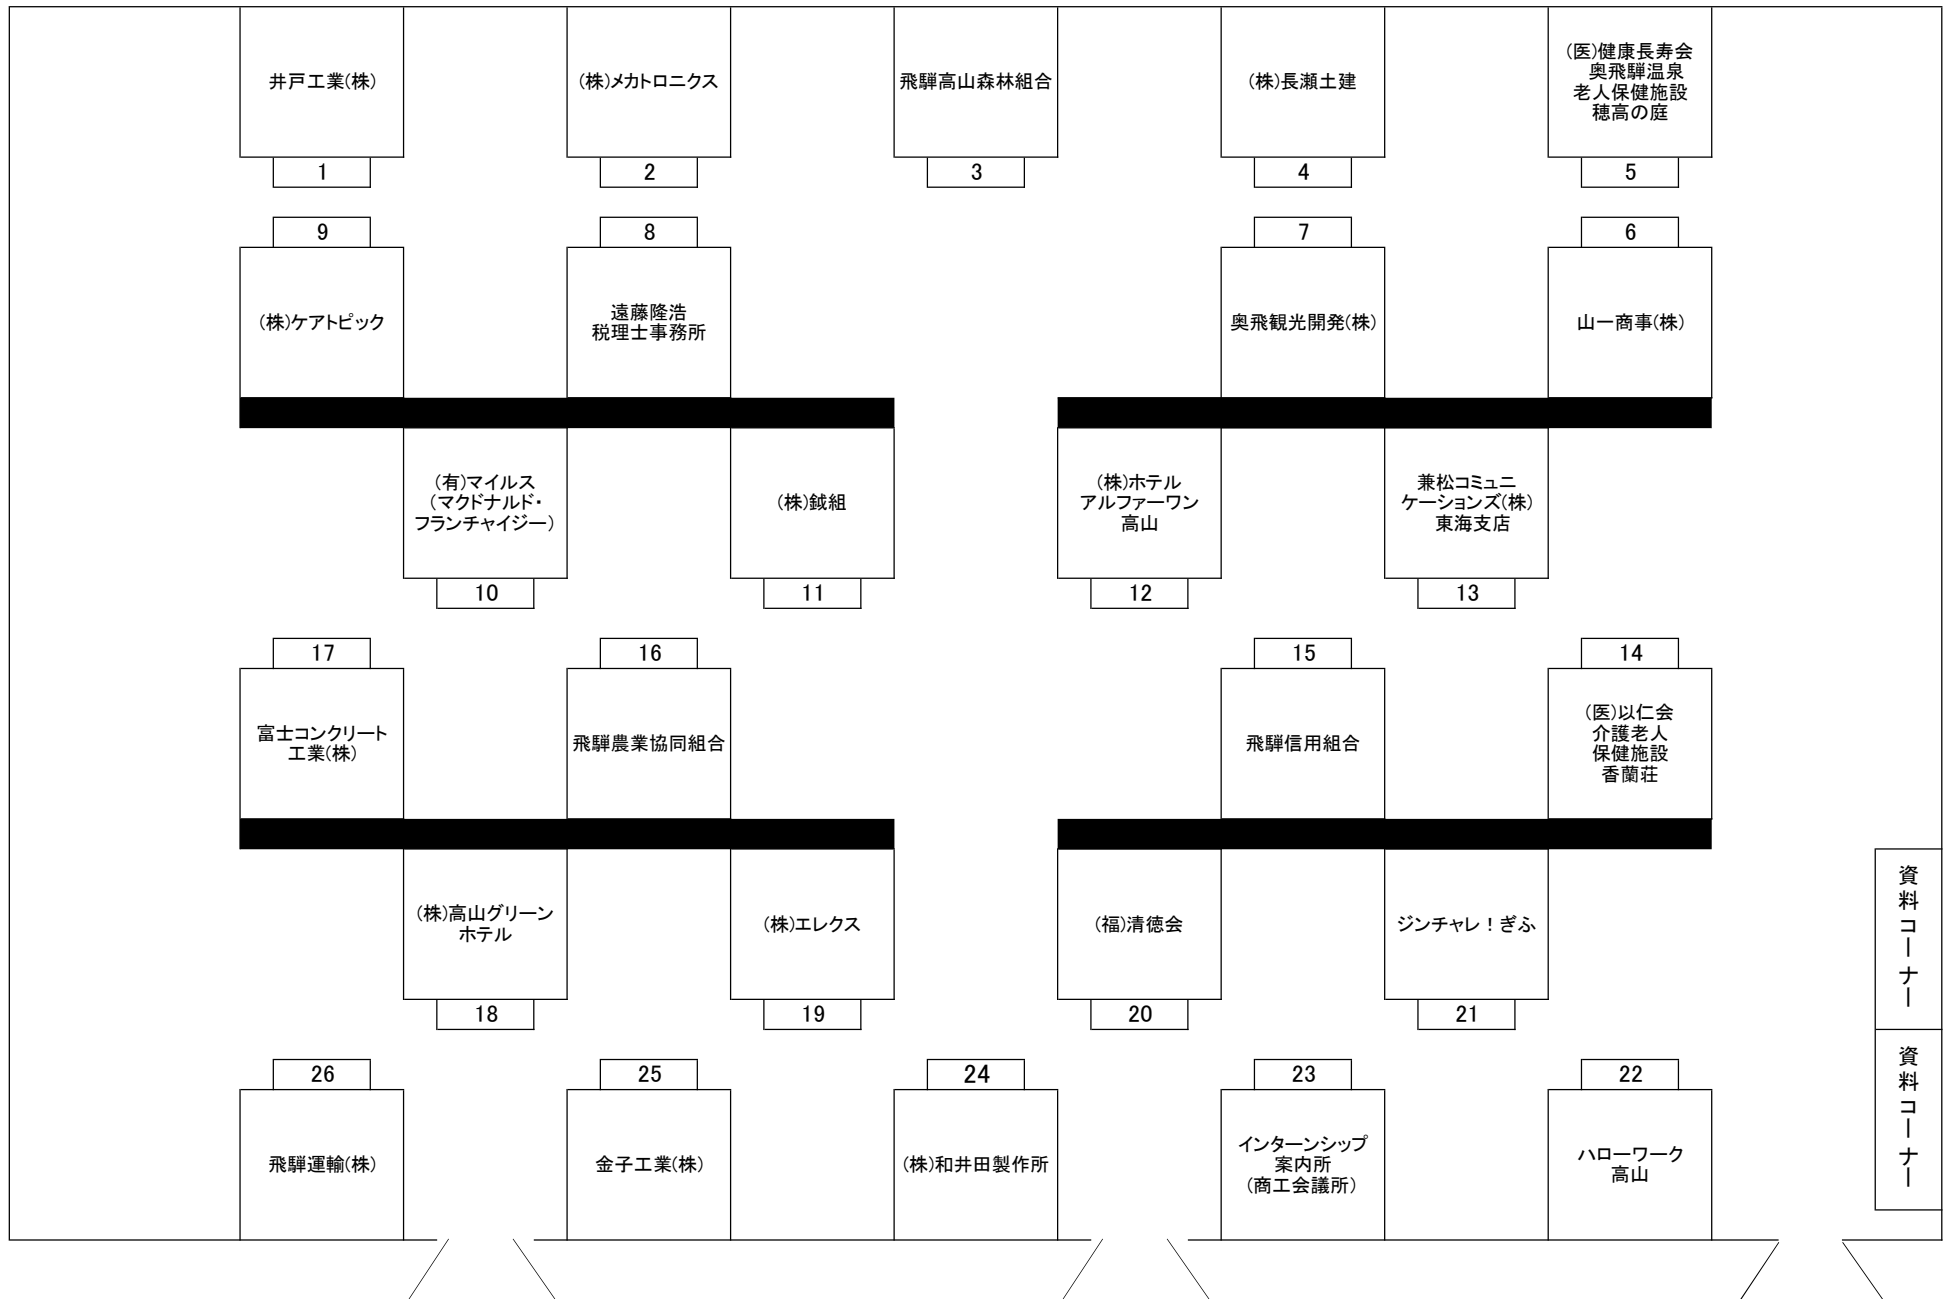 井戸工業(株)
1
(株)メカトロニクス
2
飛騨高山森林組合
3
(株)長瀬土建
4
(医)健康長寿会
奥飛騨温泉
老人保健施設
穂高の庭
5
9
(株)ケアトピック
8
遠藤隆浩
税理士事務所
7
奥飛観光開発(株)
6
山一商事(株)
(有)マイルス
(マクドナルド・
フランチャイジー)
10
(株)鉞組
11
(株)ホテル
アルファーワン
高山
12
兼松コミュニ
ケーションズ(株)
東海支店
13
17
富士コンクリート
工業(株)
16
飛騨農業協同組合
15
飛騨信用組合
14
(医)以仁会
介護老人
保健施設
香蘭荘
(株)高山グリーン
ホテル
18
(株)エレクス
19
(福)清徳会
20
ジンチャレ!ぎふ
21
資料コーナー
資料コーナー
26
飛騨運輸(株)
25
金子工業(株)
24
(株)和井田製作所
23
インターンシップ
案内所
(商工会議所)
22
ハローワーク
高山